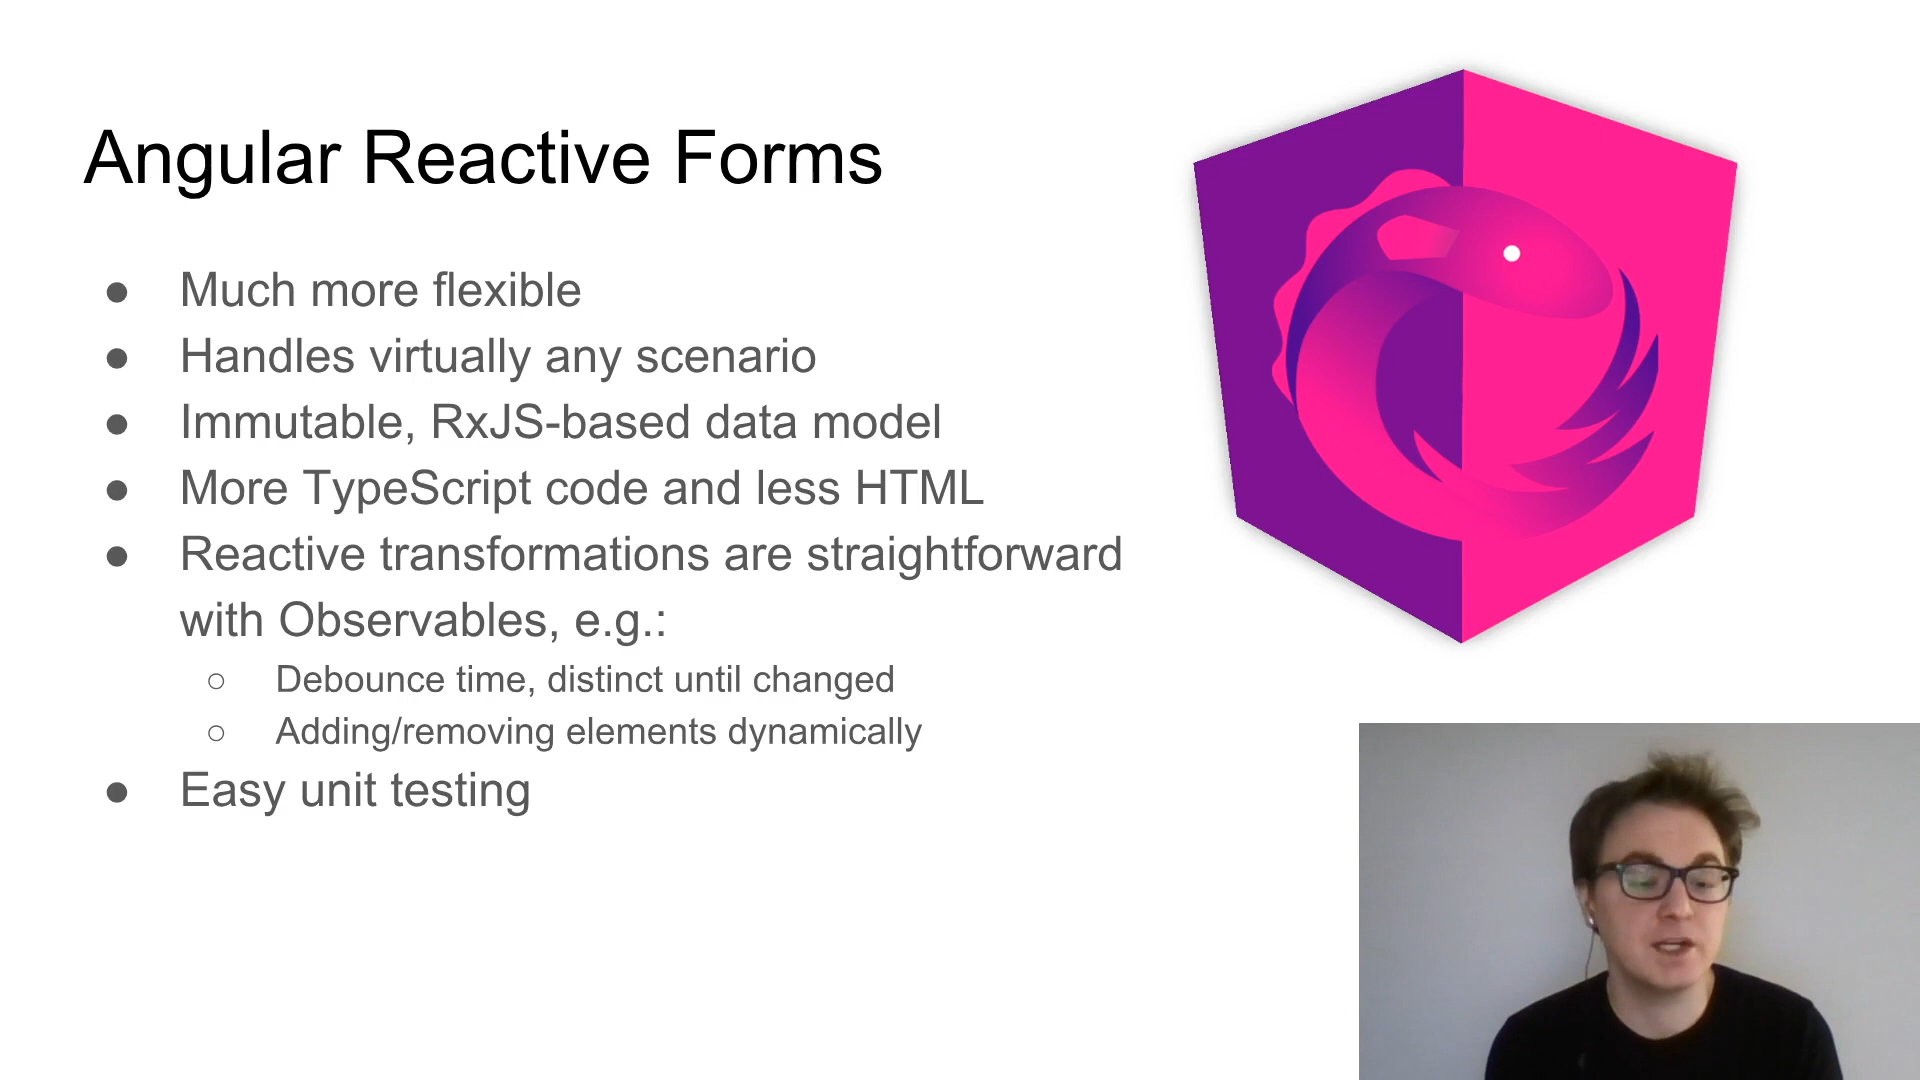 Angular Reactive Forms
● Much more flexible
● Handles virtually any scenario
● Immutable, RxJS-based data model
● More TypeScript code and less HTML
● Reactive transformations are straightforward
with Observables, e.g.:
○ Debounce time, distinct until changed
○ Adding/removing elements dynamically
● Easy unit testing